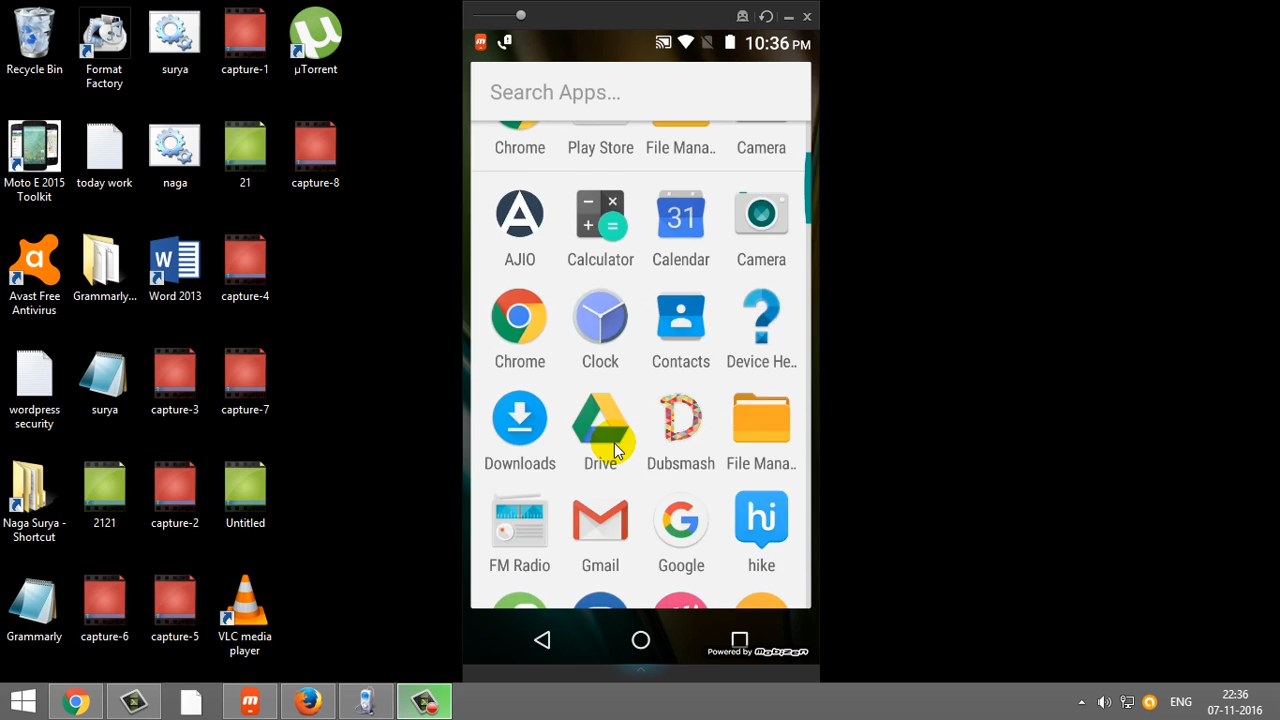 Recycle Bin
Format
Factory
surya
capture-1
µTorrent
Moto E 2015
Toolkit
today work
naga
21
capture-8
Avast Free
Antivirus
Grammarly...
Word 2013
capture-4
wordpress
security
surya
capture-3
capture-7
Naga Surya -
Shortcut
2121
capture-2
Untitled
Grammarly
capture-6
capture-5
VLC media
player
10:36 PM
Search Apps...
Chrome
Play Store
File Mana..
Camera
31
AJIO
Calculator
Calendar
Camera
Chrome
Clock
Contacts
Device He..
Downloads
Drive
Dubsmash
File Mana..
hi
FM Radio
Gmail
Google
hike
Powered by mobizen
ENG
22:36
07-11-2016